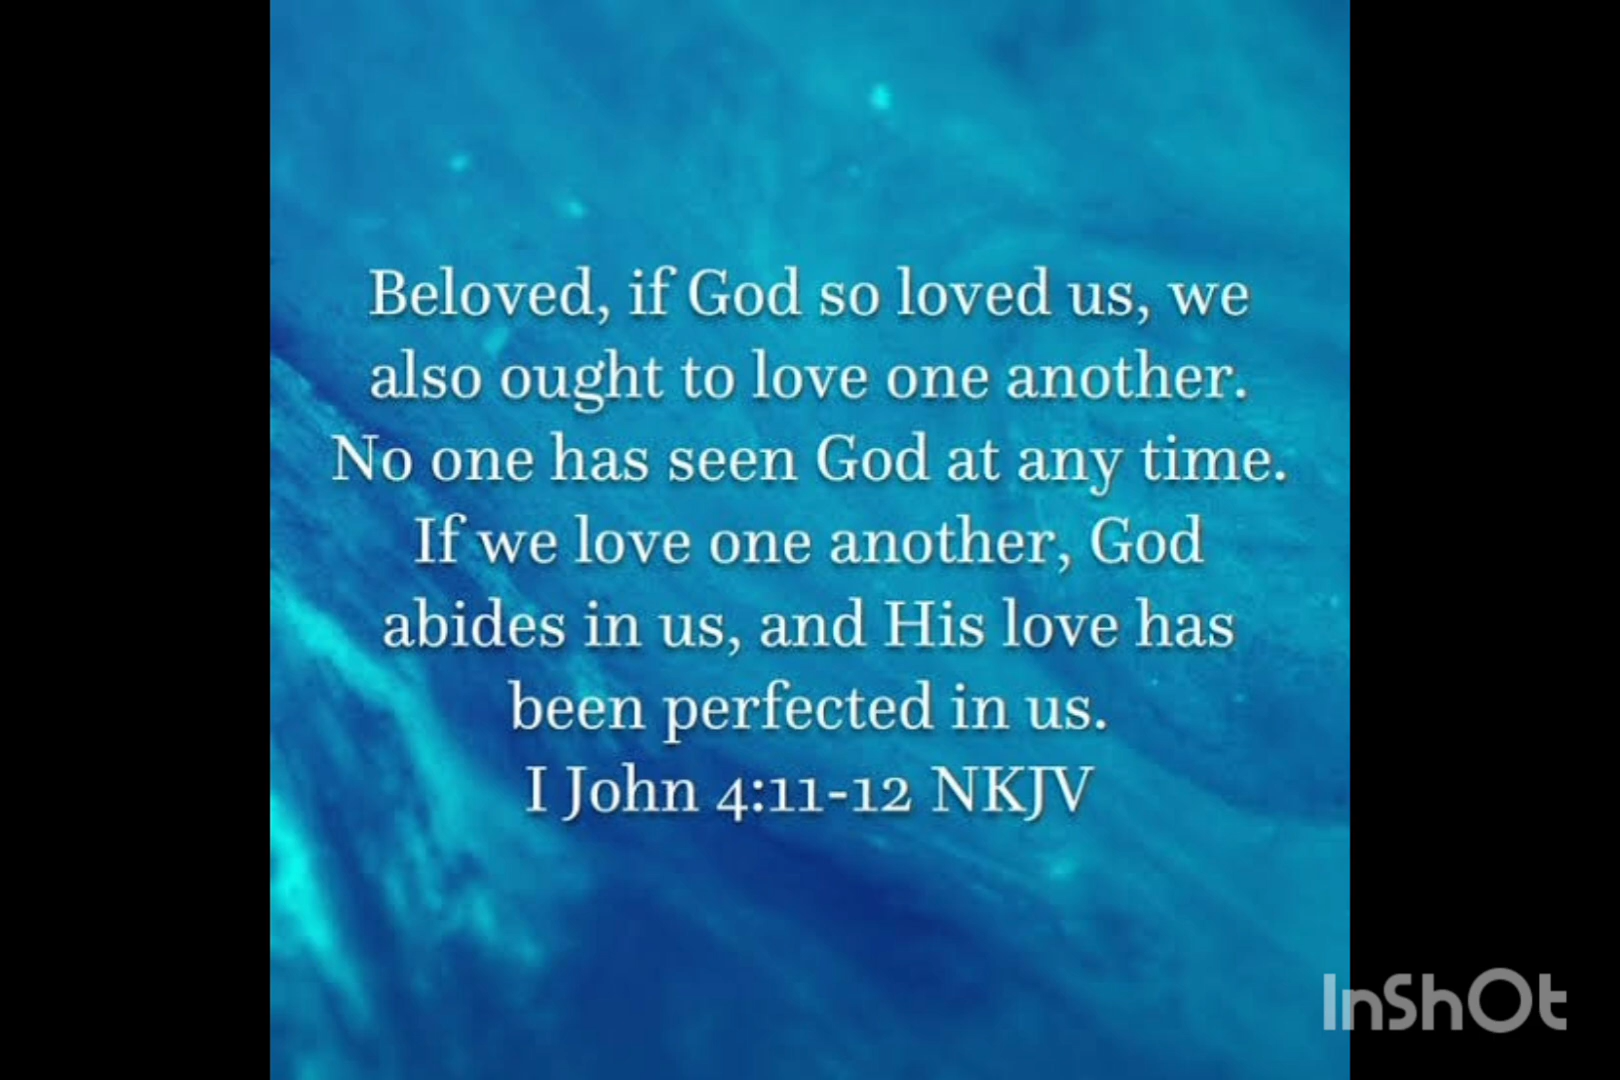 Beloved, if God so loved us, we
also ought to love one another.
No one has seen God at any time.
If we love one another, God
abides in us, and His love has
been perfected in us.
I John 4:11-12 NKJV
InShOt